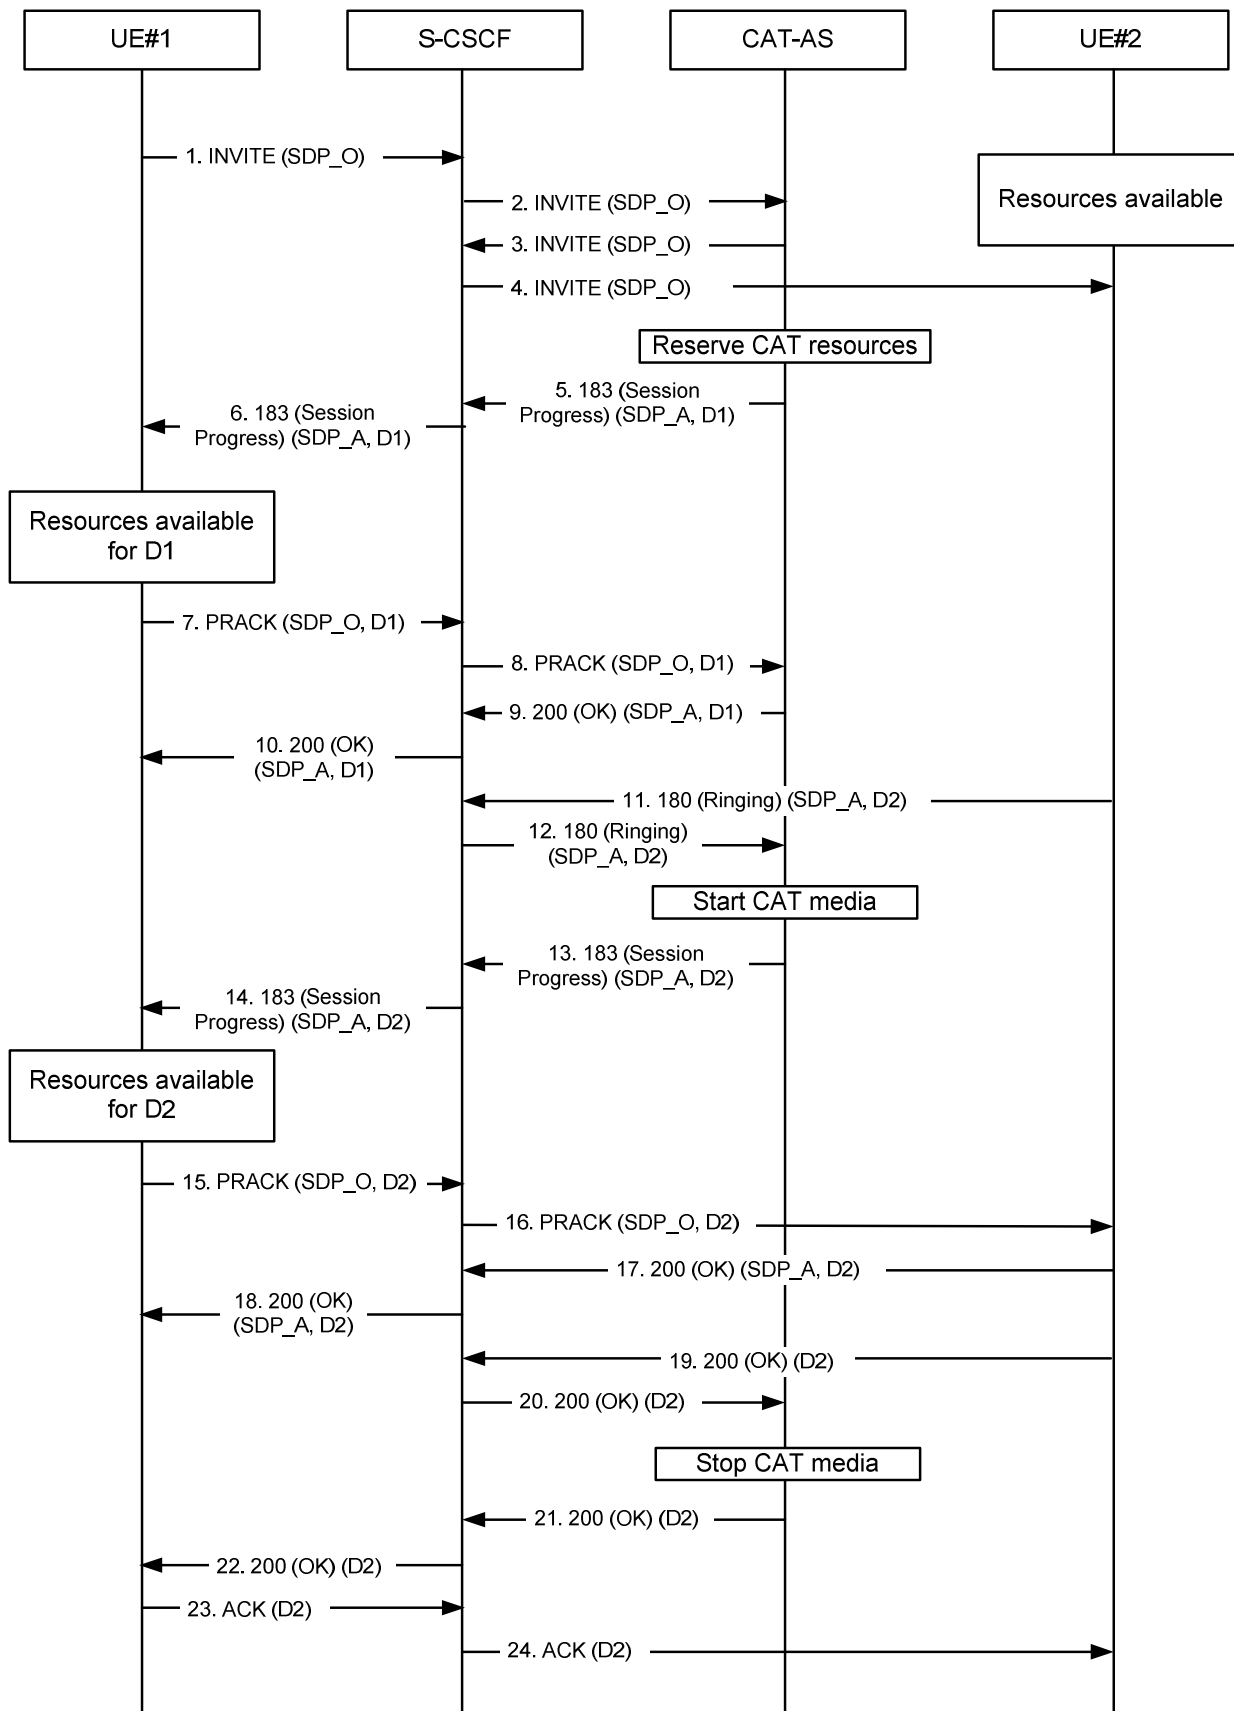 UE#1
S-CSCF
CAT-AS
UE#2
1. INVITE (SDP_O)
Resources available
2. INVITE (SDP_O)
3. INVITE (SDP_O)
4. INVITE (SDP_O)
Reserve CAT resources
5. 183 (Session
Progress) (SDP_A, D1)
6. 183 (Session
Progress) (SDP_A, D1)
Resources available
for D1
7. PRACK (SDP_O, D1)
8. PRACK (SDP_O, D1)
9. 200 (OK) (SDP_A, D1)
10. 200 (OK)
(SDP_A, D1)
11. 180 (Ringing) (SDP_A, D2)
12. 180 (Ringing)
(SDP_A, D2)
Start CAT media
13. 183 (Session
Progress) (SDP_A, D2)
14. 183 (Session
Progress) (SDP_A, D2)
Resources available
for D2
15. PRACK (SDP_O, D2)
16. PRACK (SDP_O, D2)
17. 200 (OK) (SDP_A, D2)
18. 200 (OK)
(SDP_A, D2)
19. 200 (OK) (D2)
20. 200 (OK) (D2)
Stop CAT media
21. 200 (OK) (D2)
22. 200 (OK) (D2)
23. ACK (D2)
24. ACK (D2)